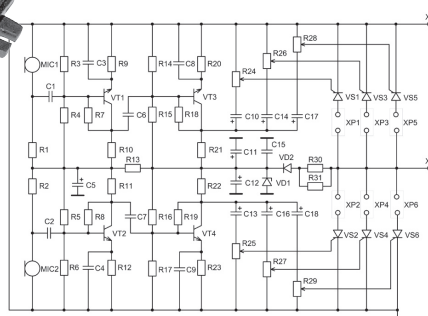 X
R28
R26
MIC1 R3 C3 R9 R14 C8 R20
R24
C1
VT1 VT3 VS1 VS3 VS5
R4 R7 C6 R15 R18 C10 C14 C17 XP1 XP3 XP5
R1 R10 R21 C11 C15
R13 VD2 R30 X
R2 R11 R22 R31
C5 C12 VD1
XP2 XP4 XP6
R5 R8 C7 R16 R19 C13 C16 C18
C2
VT2 VT4 VS2 VS4 VS6
R25
MIC2 R6 C4 R12 R17 C9 R23 R27
R29